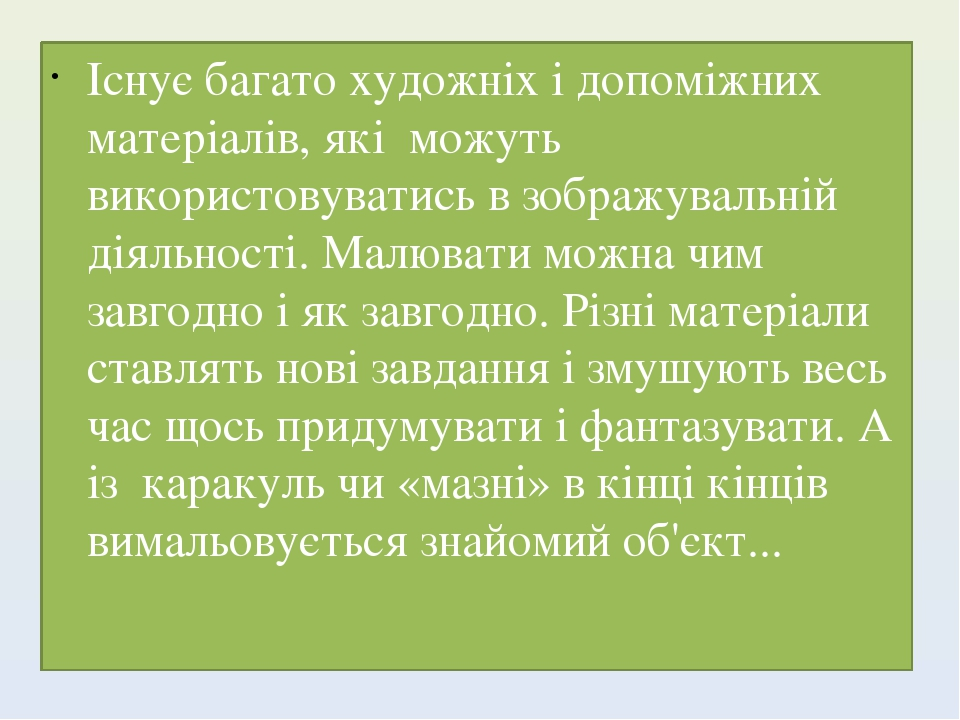 • Існує багато художніх і допоміжних
матеріалів, які можуть
використовуватись в зображувальній
діяльності. Малювати можна чим
завгодно і як завгодно. Різні матеріали
ставлять нові завдання і змушують весь
час щось придумувати і фантазувати. А
із каракуль чи «мазні» в кінці кінців
вимальовується знайомий об'єкт...